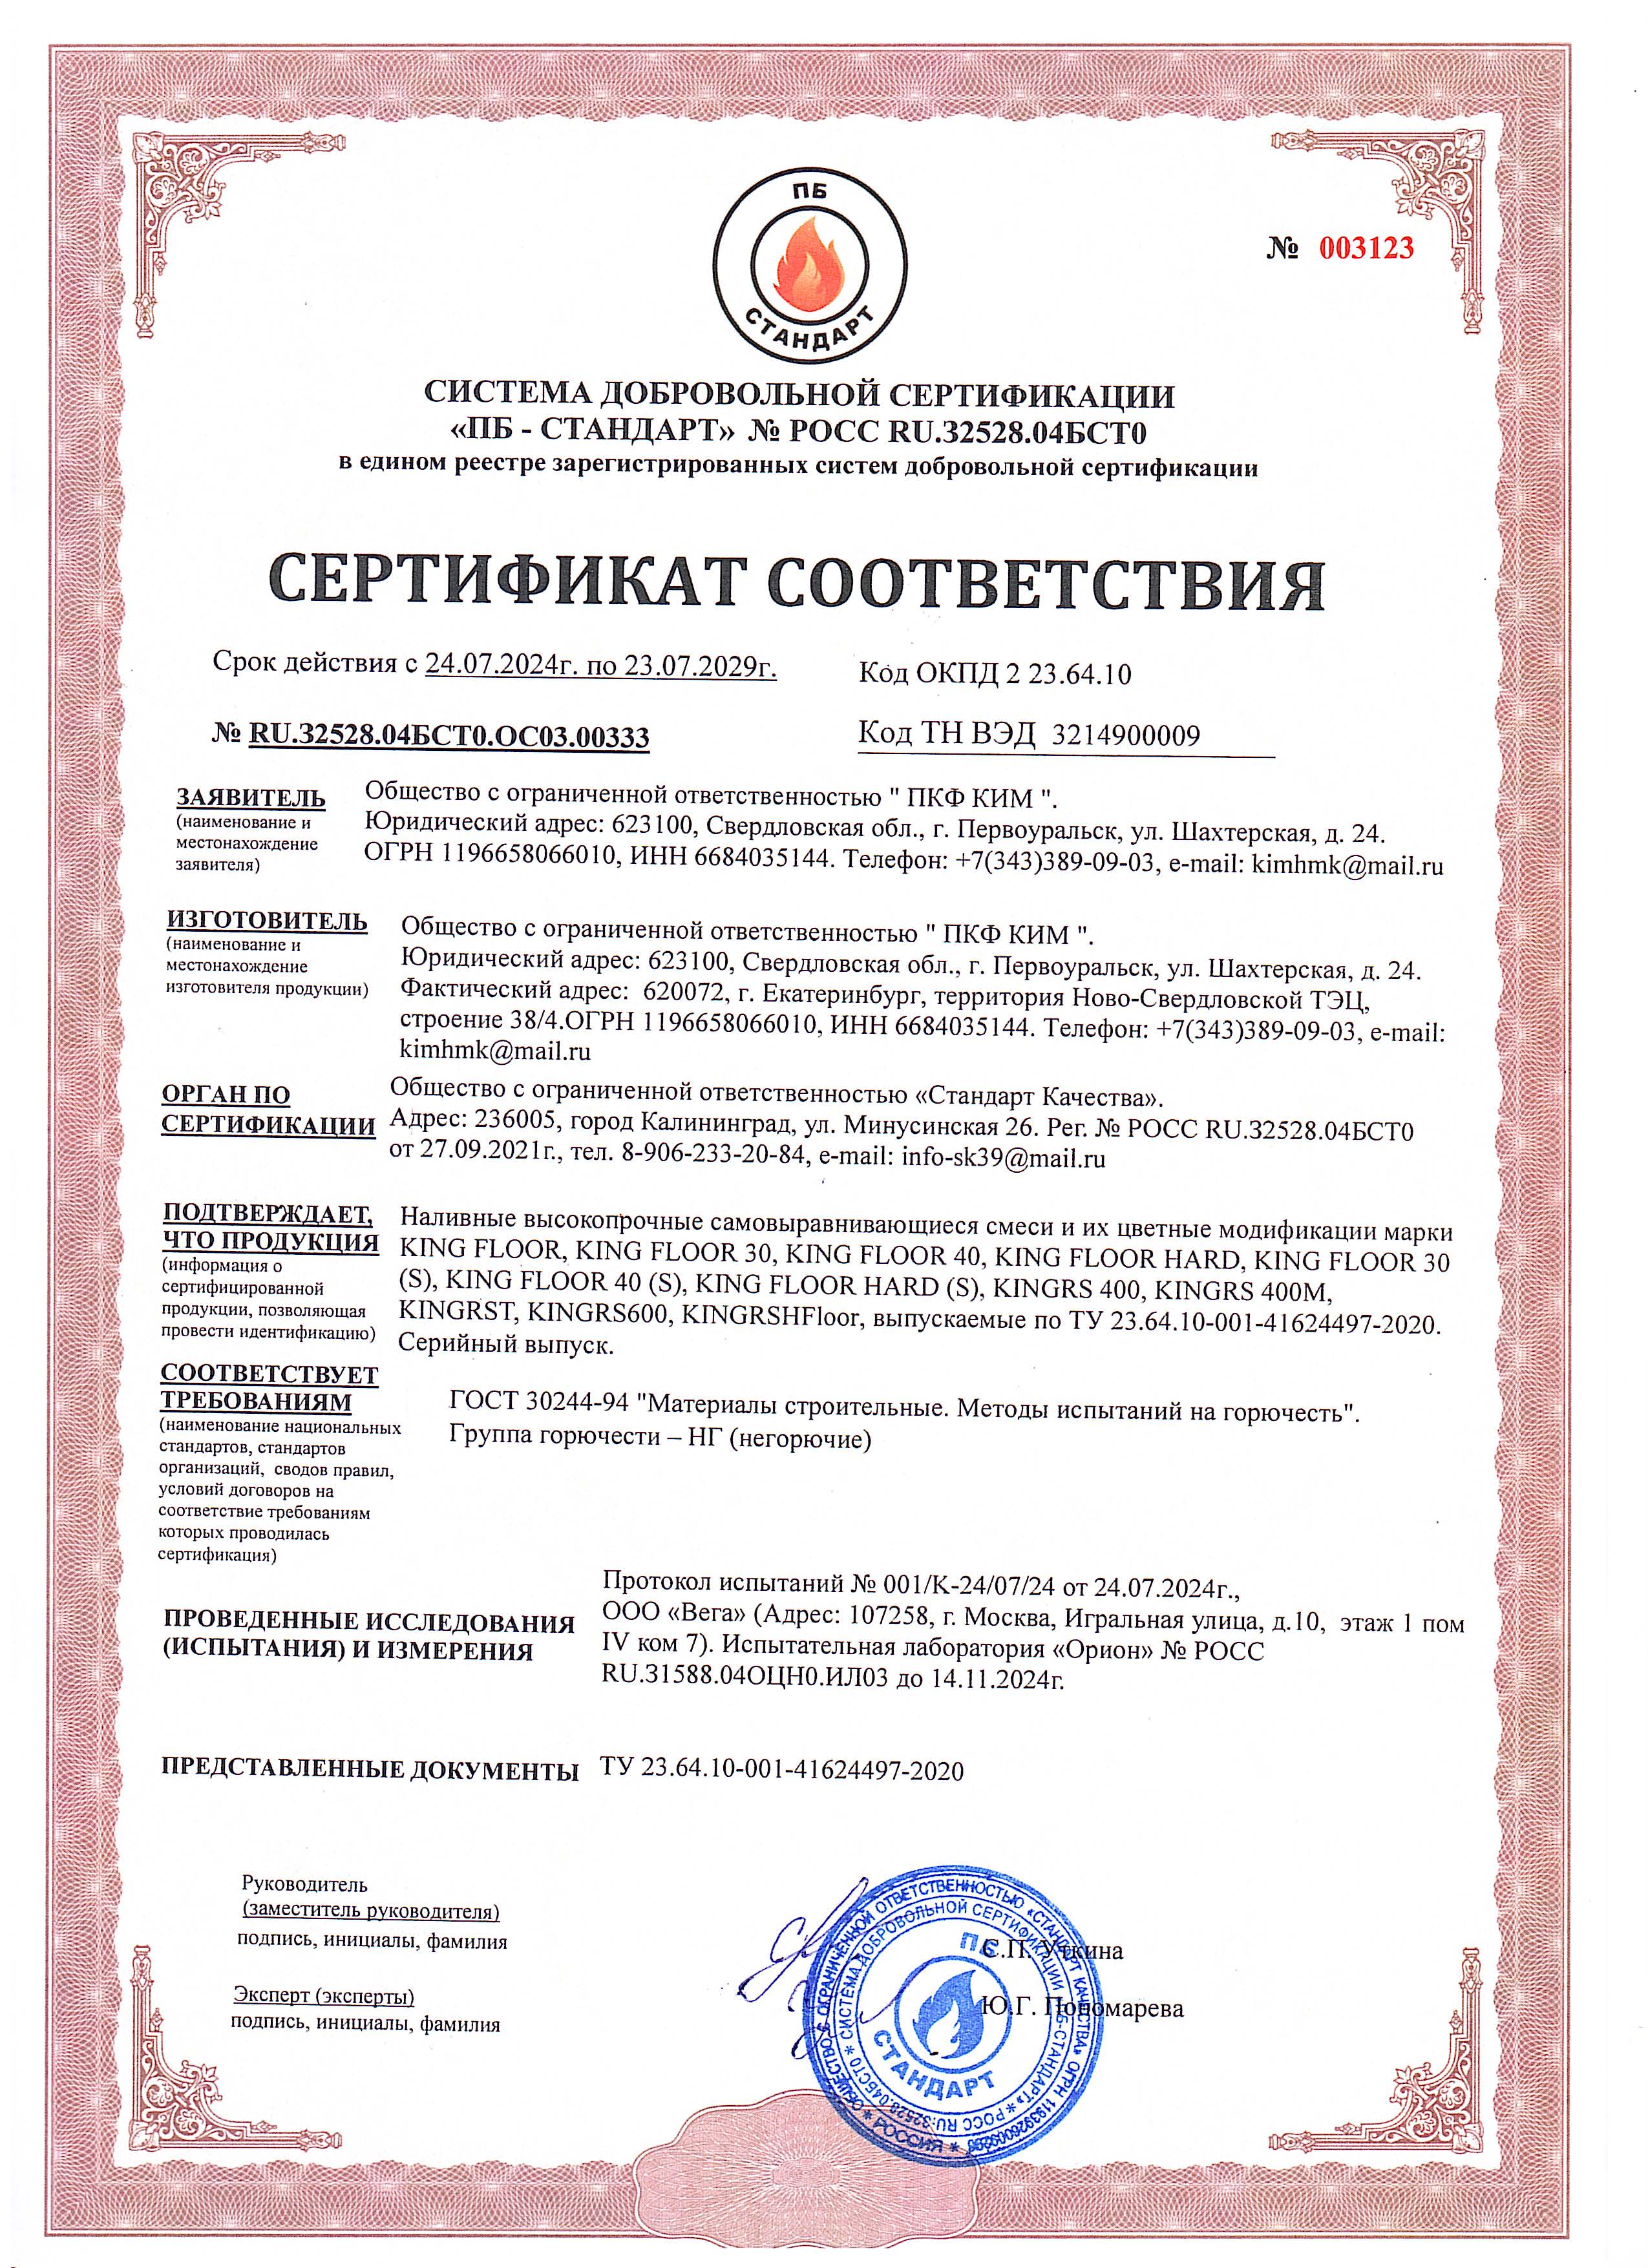 ПБ
СТАНДАРТ
№ 003123
СИСТЕМА ДОБРОВОЛЬНОЙ СЕРТИФИКАЦИИ
«ПБ - СТАНДАРТ» № РОСС RU.32528.04БСТ0
в едином реестре зарегистрированных систем добровольной сертификации
СЕРТИФИКАТ СООТВЕТСТВИЯ
Срок действия с 24.07.2024г. по 23.07.2029г.
Код ОКПД 2 23.64.10
№ RU.32528.04БСТ0.ОС03.00333
Код ТН ВЭД 3214900009
ЗАЯВИТЕЛЬ
(наименование и
местонахождение
заявителя)
Общество с ограниченной ответственностью " ПКФ КИМ ".
Юридический адрес: 623100, Свердловская обл., г. Первоуральск, ул. Шахтерская, д. 24.
ОГРН 1196658066010, ИНН 6684035144. Телефон: +7(343)389-09-03, e-mail: kimhmk@mail.ru
ИЗГОТОВИТЕЛЬ
(наименование и
местонахождение
изготовителя продукции)
Общество с ограниченной ответственностью " ПКФ КИМ ".
Юридический адрес: 623100, Свердловская обл., г. Первоуральск, ул. Шахтерская, д. 24.
Фактический адрес: 620072, г. Екатеринбург, территория Ново-Свердловской ТЭЦ,
строение 38/4.ОГРН 1196658066010, ИНН 6684035144. Телефон: +7(343)389-09-03, e-mail:
kimhmk@mail.ru
ОРГАН ПО
СЕРТИФИКАЦИИ
Общество с ограниченной ответственностью «Стандарт Качества».
Адрес: 236005, город Калининград, ул. Минусинская 26. Рег. № РОСС RU.32528.04БСТ0
от 27.09.2021г., тел. 8-906-233-20-84, e-mail: info-sk39@mail.ru
ПОДТВЕРЖДАЕТ,
ЧТО ПРОДУКЦИЯ
(информация о
сертифицированной
продукции, позволяющая
провести идентификацию)
Наливные высокопрочные самовыравнивающиеся смеси и их цветные модификации марки
KING FLOOR, KING FLOOR 30, KING FLOOR 40, KING FLOOR HARD, KING FLOOR 30
(S), KING FLOOR 40 (S), KING FLOOR HARD (S), KINGRS 400, KINGRS 400M,
KINGRST, KINGRS600, KINGRSHFloor, выпускаемые по ТУ 23.64.10-001-41624497-2020.
Серийный выпуск.
СООТВЕТСТВУЕТ
ТРЕБОВАНИЯМ
(наименование национальных
стандартов, стандартов
организаций, сводов правил,
условий договоров на
соответствие требованиям
которых проводилась
сертификация)
ГОСТ 30244-94 "Материалы строительные. Методы испытаний на горючесть".
Группа горючести – НГ (негорючие)
ПРОВЕДЕННЫЕ ИССЛЕДОВАНИЯ
(ИСПЫТАНИЯ) И ИЗМЕРЕНИЯ
Протокол испытаний № 001/К-24/07/24 от 24.07.2024г.,
ООО «Вега» (Адрес: 107258, г. Москва, Игральная улица, д.10, этаж 1 пом
IV ком 7). Испытательная лаборатория «Орион» № РОСС
RU.31588.04ОЦН0.ИЛ03 до 14.11.2024г.
ПРЕДСТАВЛЕННЫЕ ДОКУМЕНТЫ
ТУ 23.64.10-001-41624497-2020
Руководитель
(заместитель руководителя)
подпись, инициалы, фамилия
С.П. Уткина
Эксперт (эксперты)
подпись, инициалы, фамилия
Ю.Г. Пономарева
ОБЩЕСТВО С ОГРАНИЧЕННОЙ ОТВЕТСТВЕННОСТЬЮ «СТАНДАРТ КАЧЕСТВА» ОГРН
* РОССИЯ *
СИСТЕМА ДОБРОВОЛЬНОЙ СЕРТИФИКАЦИИ ПБ-СТАНДАРТ» * РОСС RU.32528.04БСТ0 *
ПБ
СТАНДАРТ